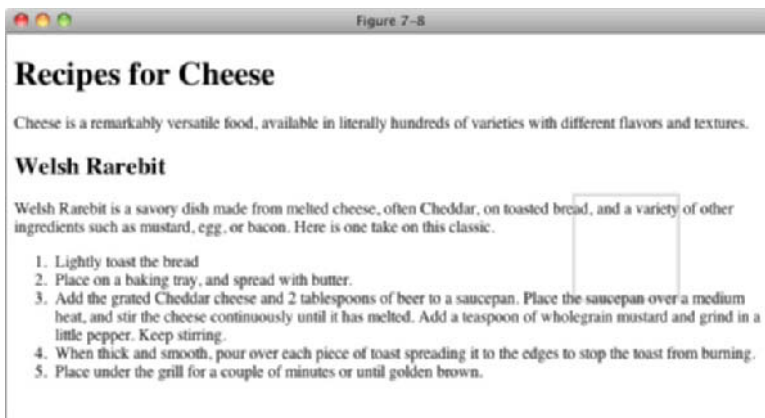 Figure 7-8
Recipes for Cheese
Cheese is a remarkably versatile food, available in literally hundreds of varieties with different flavors and textures.
Welsh Rarebit
Welsh Rarebit is a savory dish made from melted cheese, often Cheddar, on toasted bread, and a variety of other
ingredients such as mustard, egg, or bacon. Here is one take on this classic.
1. Lightly toast the bread
2. Place on a baking tray, and spread with butter.
3. Add the grated Cheddar cheese and 2 tablespoons of beer to a saucepan. Place the saucepan over a medium
heat, and stir the cheese continuously until it has melted. Add a teaspoon of wholegrain mustard and grind in a
little pepper. Keep stirring.
4. When thick and smooth, pour over each piece of toast spreading it to the edges to stop the toast from burning.
5. Place under the grill for a couple of minutes or until golden brown.